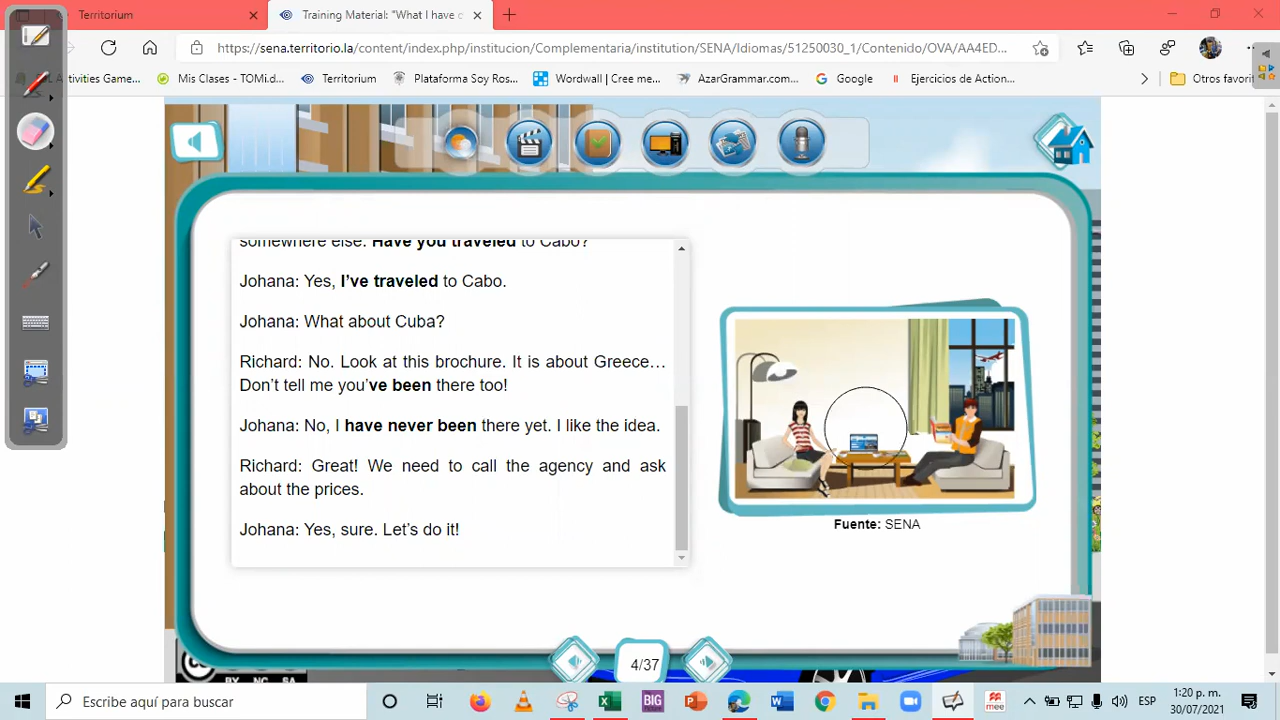 Territorium
Training Material: "What I have c
https://sena.territorio.la/content/index.php/institucion/Complementaria/institution/SENA/Idiomas/51250030_1/Contenido/OVA/AA4ED...
Activities Game...
Mis Clases - TOMi.d...
Territorium
Plataforma Soy Ros...
Wordwall | Cree me...
AzarGrammar.com...
Google
Ejercicios de Action...
Otros favorit
somewhere else. Have you traveled to Cabo?
Johana: Yes, I've traveled to Cabo.
Johana: What about Cuba?
Richard: No. Look at this brochure. It is about Greece…
Don't tell me you've been there too!
Johana: No, I have never been there yet. I like the idea.
Richard: Great! We need to call the agency and ask
about the prices.
Johana: Yes, sure. Let's do it!
Fuente: SENA
4/37
BY NC SA
Escribe aquí para buscar
BIG
mee
ESP
1:20 p. m.
30/07/2021